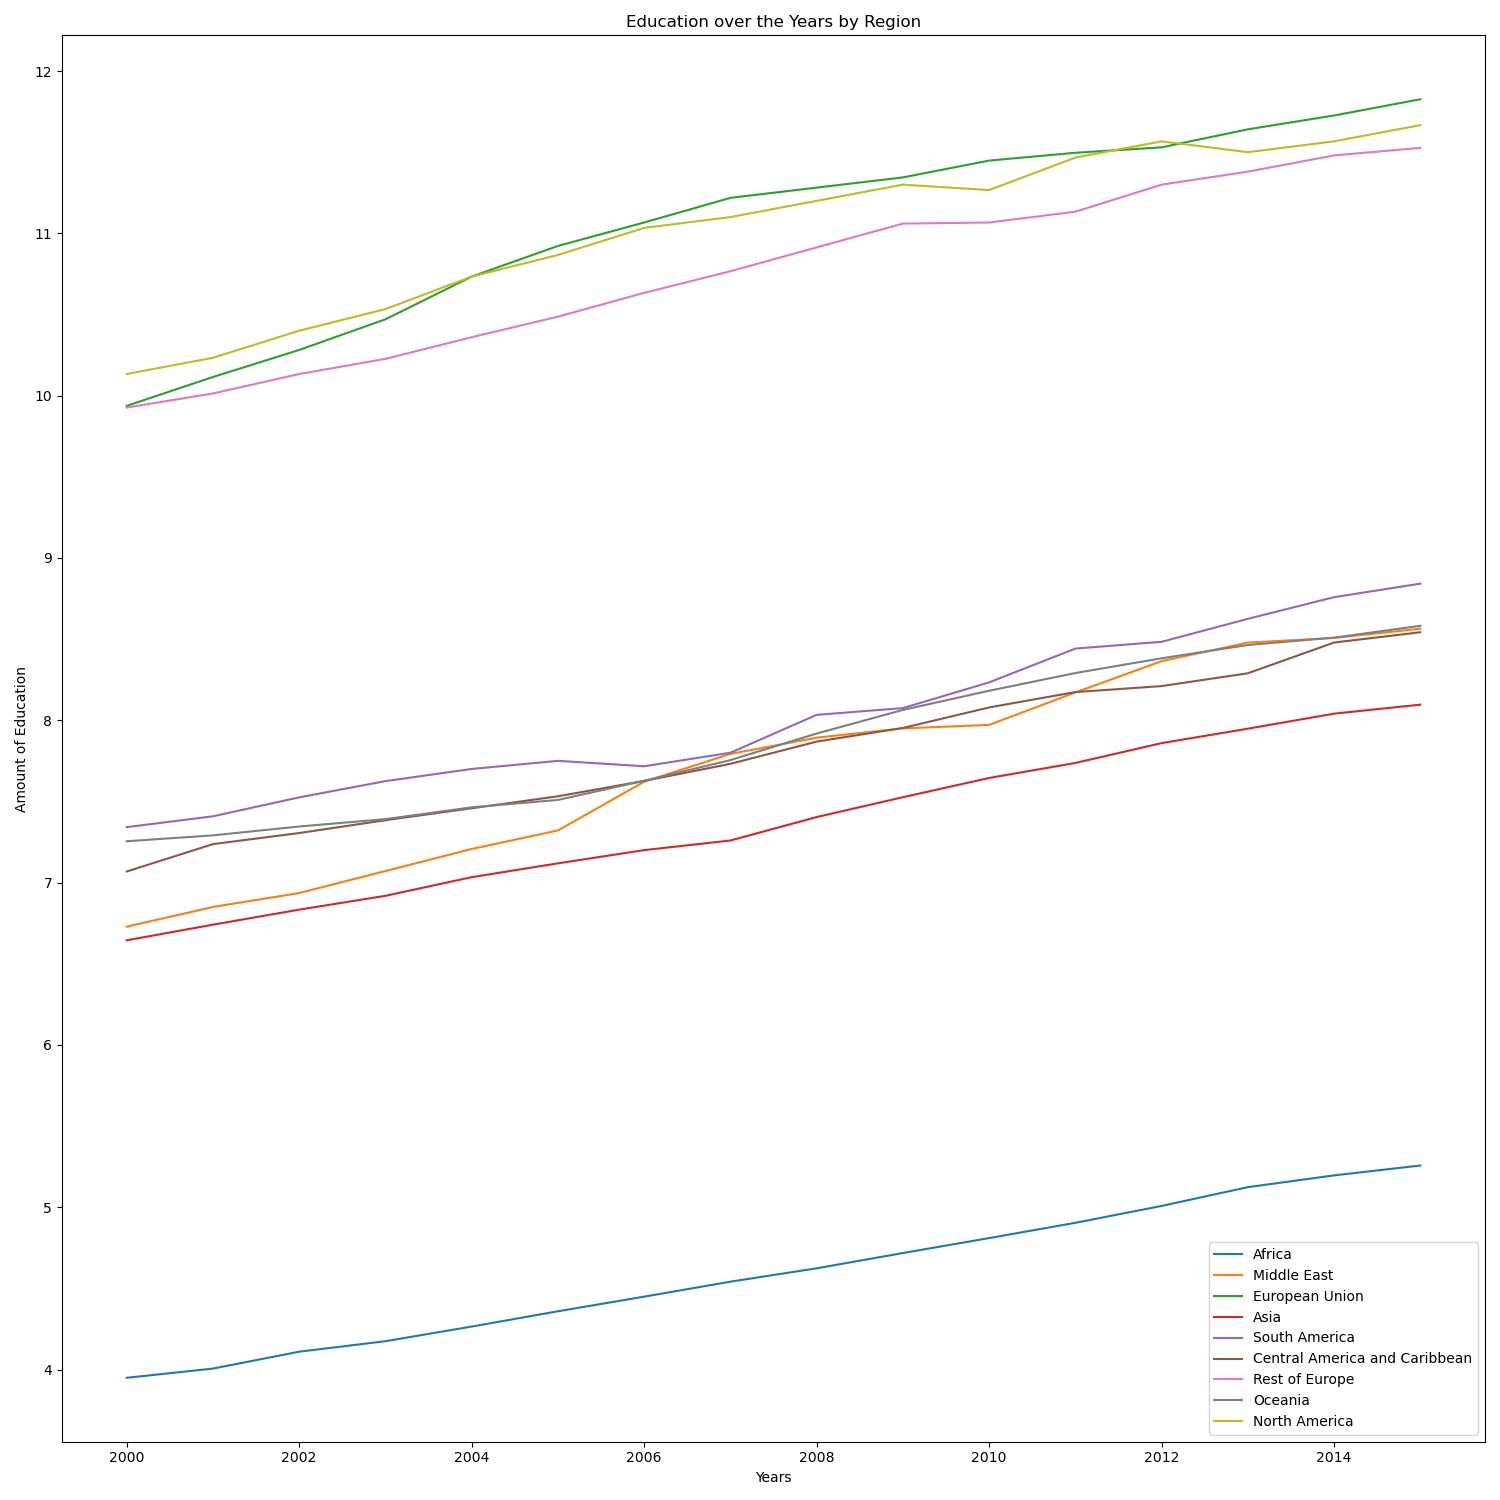 Education over the Years by Region
12
11
10
9
8
7
6
5
4
Amount of Education
2000 2002 2004 2006 2008 2010 2012 2014
Years
Africa
Middle East
European Union
Asia
South America
Central America and Caribbean
Rest of Europe
Oceania
North America